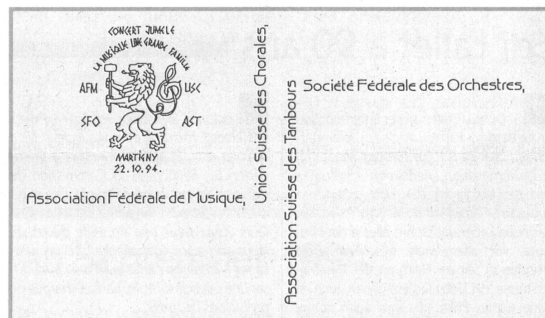 CONCERT JUMELÉ
LA MUSIQUE UNE GRANDE FAMILLE
AFM USC
SFO AST
MARTIGNY
22.10.94.
Association Fédérale de Musique,
Union Suisse des Chorales,
Association Suisse des Tambours
Société Fédérale des Orchestres,